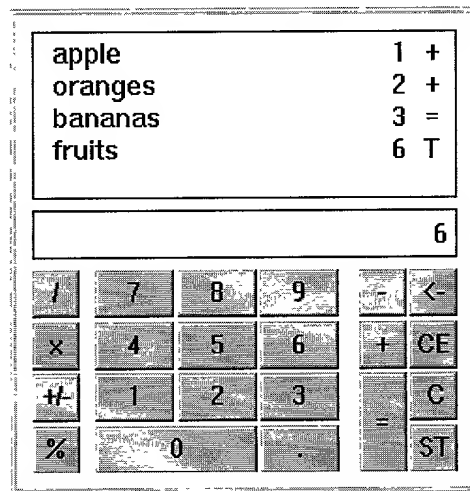 apple 1 +
oranges 2 +
bananas 3 =
fruits 6 T
6
/ 7 8 9 - <-
x 4 5 6 + CE
+/- 1 2 3 = C
% 0 . ST